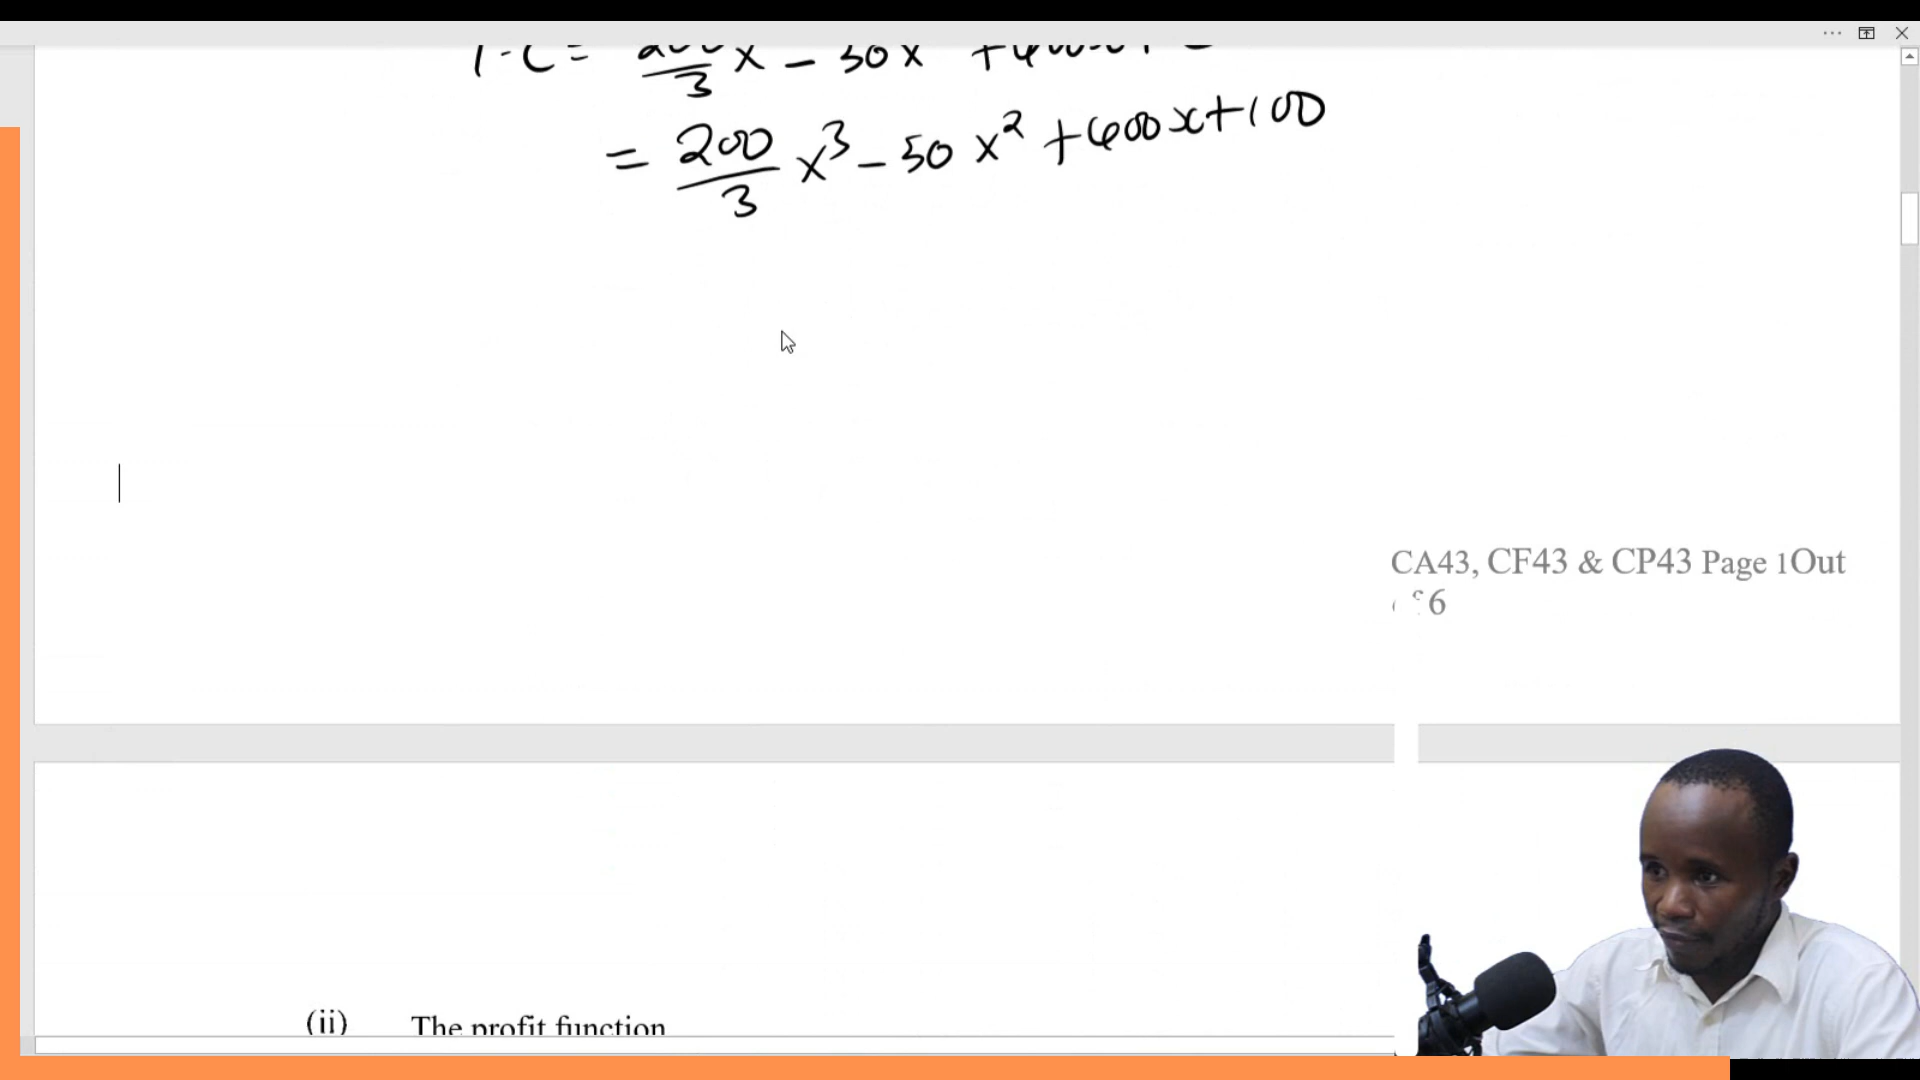 = 200/3 x³ - 50 x² + 600x + 100
CA43, CF43 & CP43 Page 1Out
6
(ii) The profit function